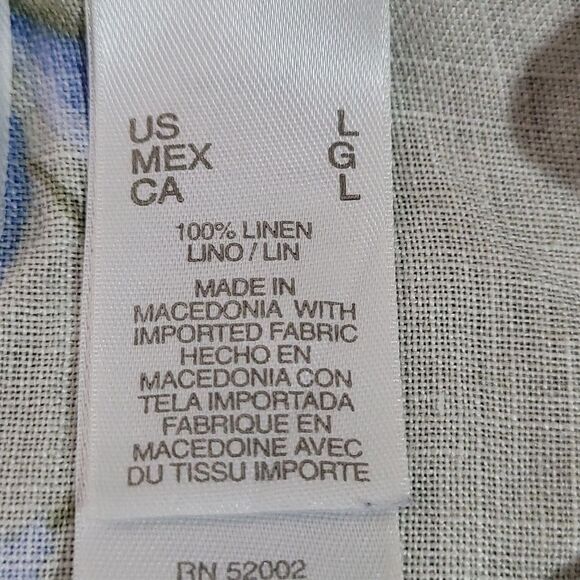 US L
MEX G
CA L
100% LINEN
LINO / LIN
MADE IN
MACEDONIA WITH
IMPORTED FABRIC
HECHO EN
MACEDONIA CON
TELA IMPORTADA
FABRIQUE EN
MACEDOINE AVEC
DU TISSU IMPORTE
RN 52002